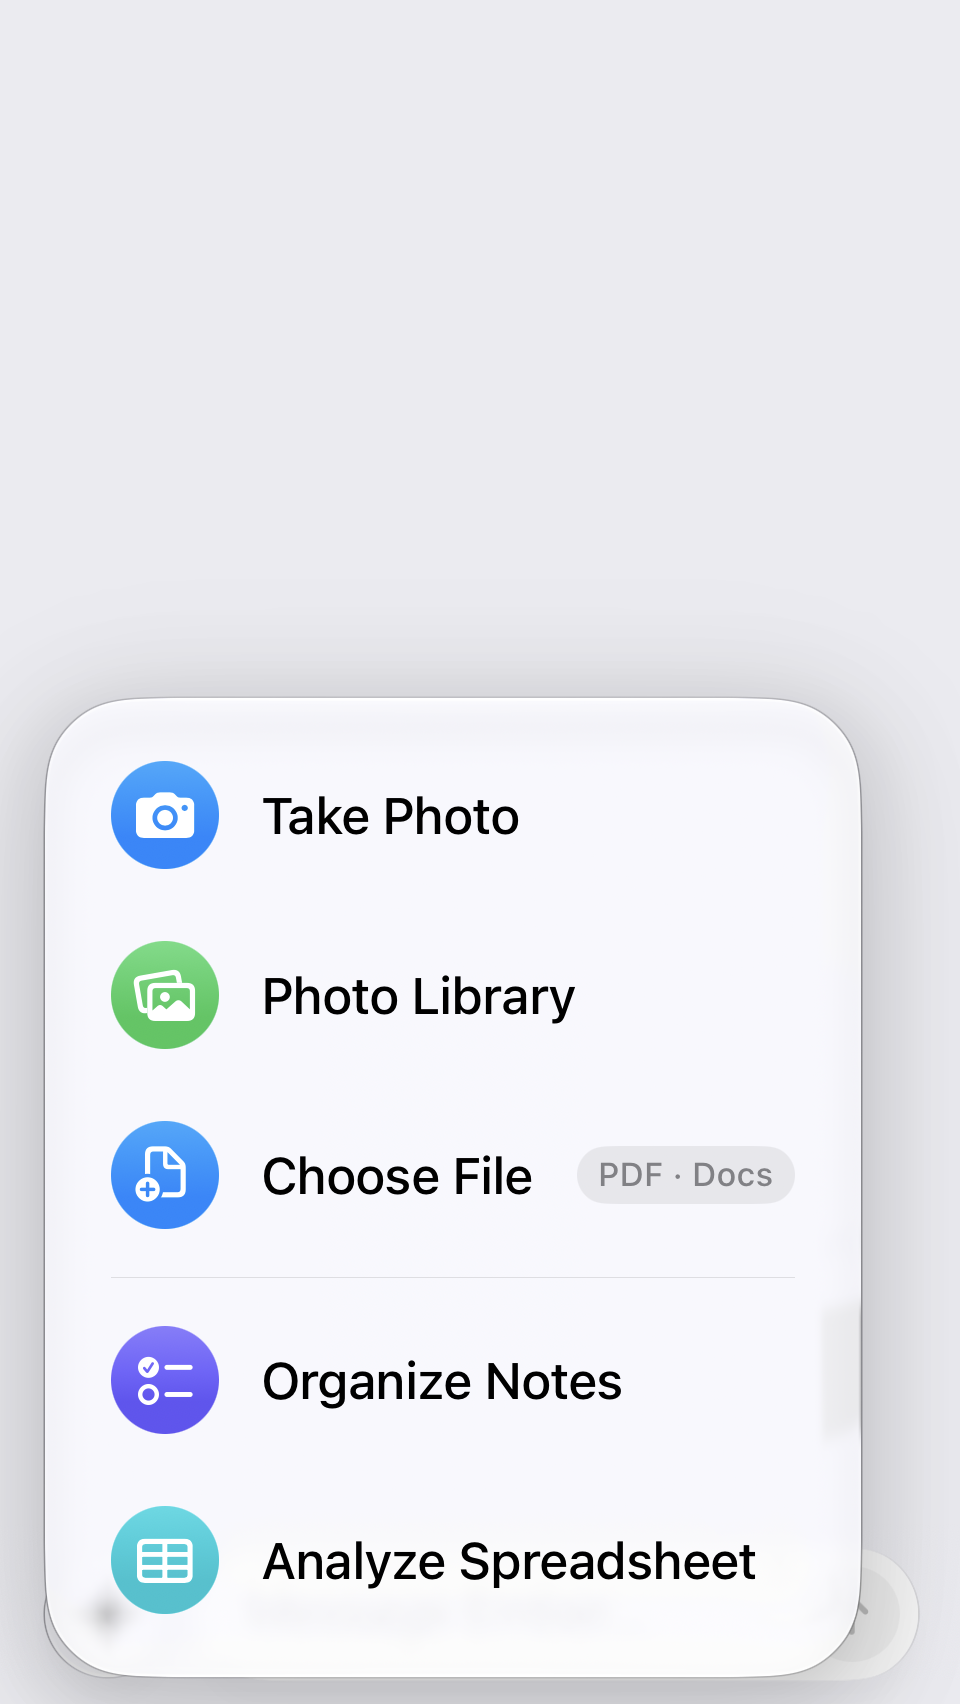 Take Photo
Photo Library
Choose File PDF · Docs
Organize Notes
Analyze Spreadsheet